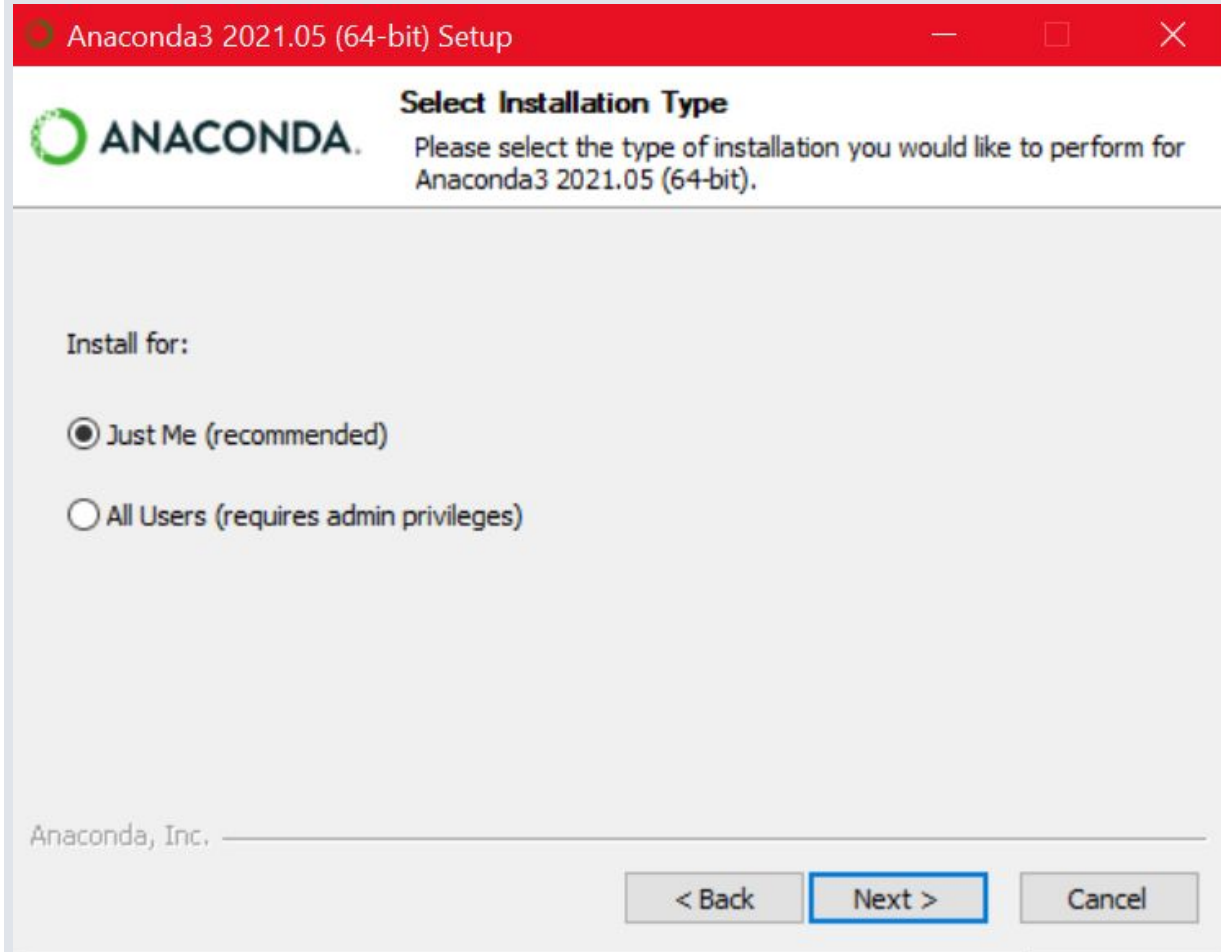 Anaconda3 2021.05 (64-bit) Setup
ANACONDA.
Select Installation Type
Please select the type of installation you would like to perform for
Anaconda3 2021.05 (64-bit).
Install for:
Just Me (recommended)
All Users (requires admin privileges)
Anaconda, Inc.
< Back
Next >
Cancel